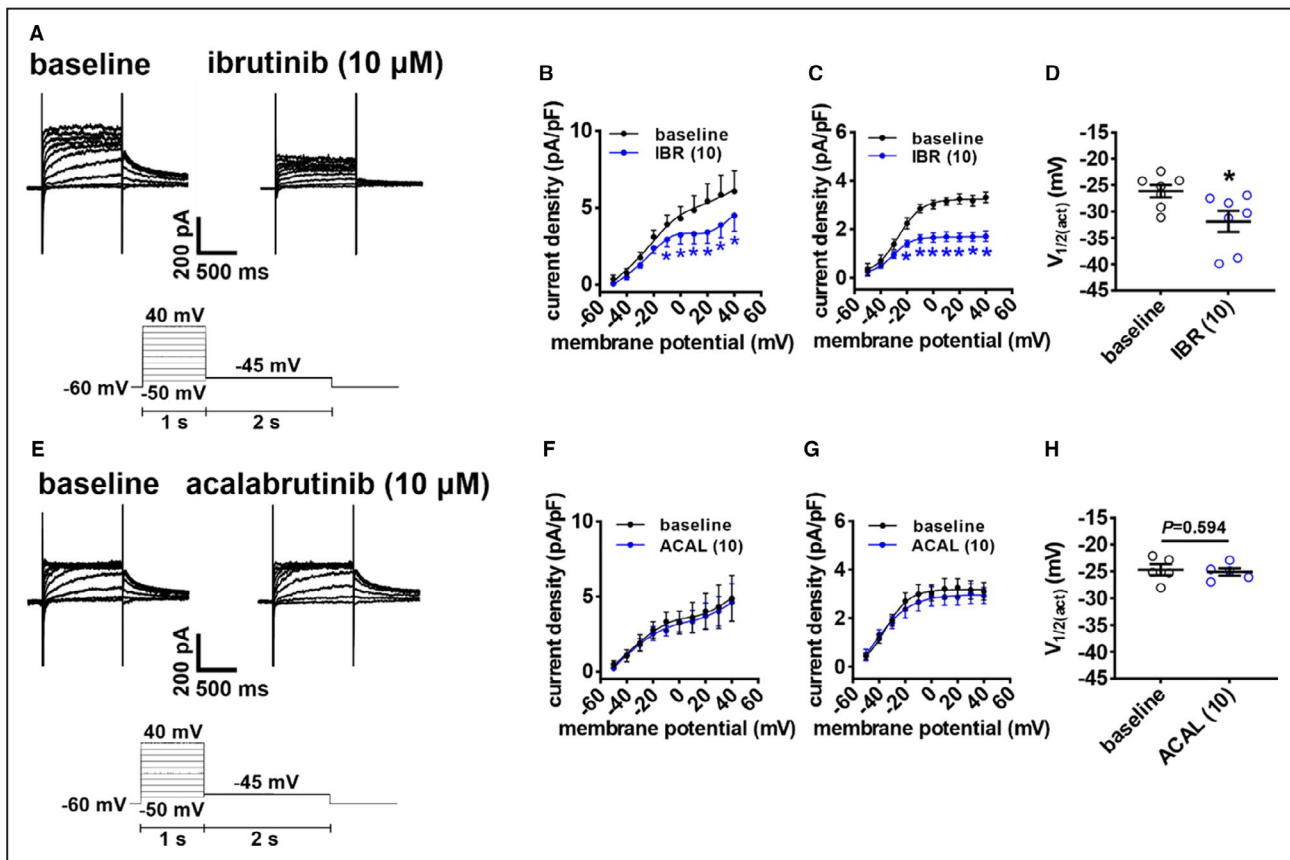 A
baseline ibrutinib (10 µM)
200 pA
500 ms
40 mV
-45 mV
-60 mV
-50 mV
1 s 2 s
B
current density (pA/pF)
10
5
0
baseline
IBR (10)
* * * * * *
-60 -40 -20 0 20 40 60
membrane potential (mV)
C
current density (pA/pF)
6
4
2
0
baseline
IBR (10)
* * * * * * *
-60 -40 -20 0 20 40 60
membrane potential (mV)
D
V1/2(act) (mV)
-15
-20
-25
-30
-35
-40
-45
*
baseline
IBR (10)
E
baseline acalabrutinib (10 µM)
200 pA
500 ms
40 mV
-45 mV
-60 mV
-50 mV
1 s 2 s
F
current density (pA/pF)
10
5
0
baseline
ACAL (10)
-60 -40 -20 0 20 40 60
membrane potential (mV)
G
current density (pA/pF)
6
4
2
0
baseline
ACAL (10)
-60 -40 -20 0 20 40 60
membrane potential (mV)
H
V1/2(act) (mV)
-15
-20
-25
-30
-35
-40
-45
P=0.594
baseline
ACAL (10)